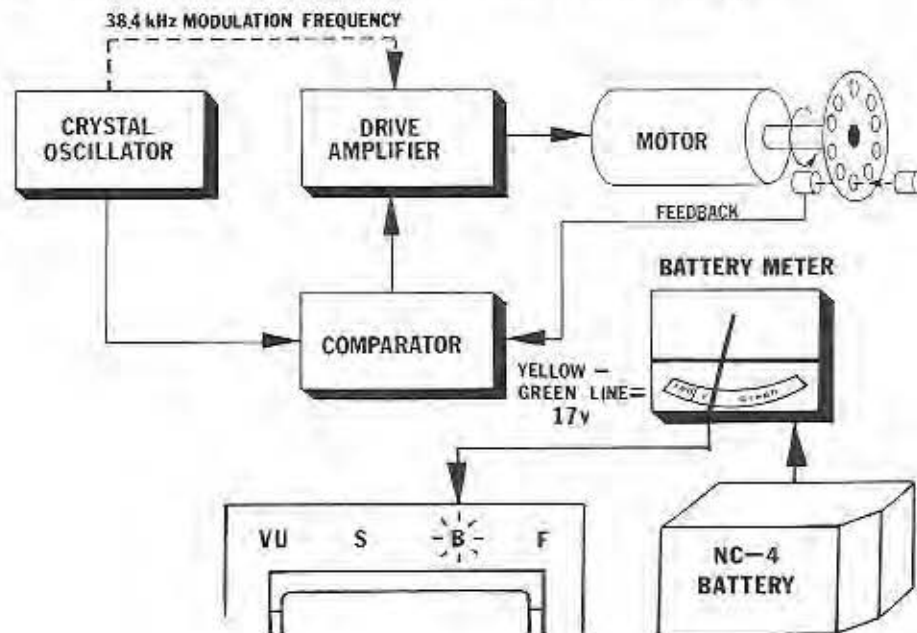 38.4 kHz MODULATION FREQUENCY
CRYSTAL
OSCILLATOR
DRIVE
AMPLIFIER
MOTOR
FEEDBACK
COMPARATOR
BATTERY METER
YELLOW –
GREEN LINE=
17v
Green
VU S B F
NC–4
BATTERY